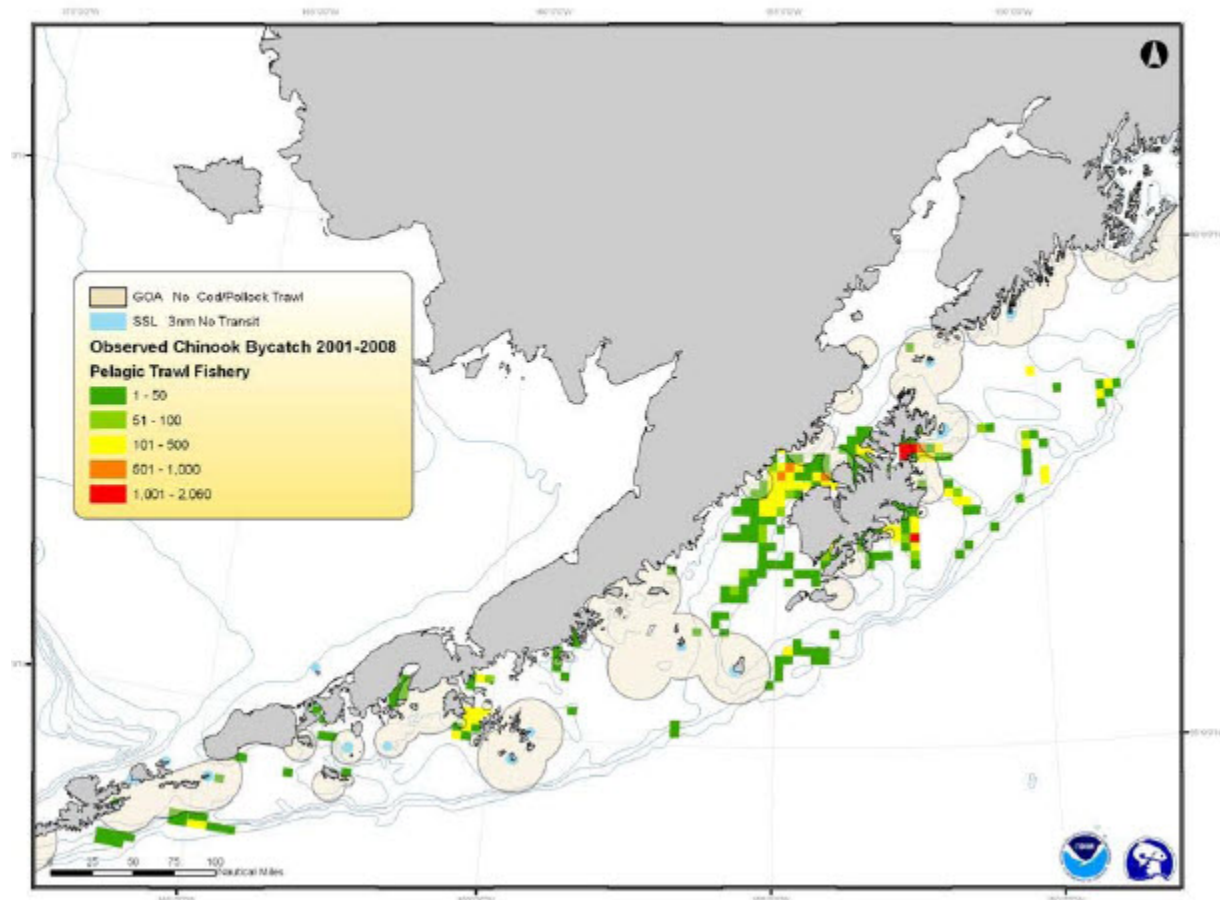 GOA No Cod/Pollock Trawl
SSL 3nm No Transit
Observed Chinook Bycatch 2001-2008
Pelagic Trawl Fishery
1 - 50
51 - 100
101 - 500
501 - 1,000
1,001 - 2,060
25 50 75 100
Nautical Miles